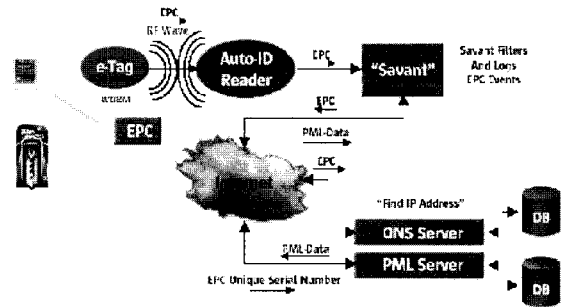 EPC
RF Wave
e-Tag
Auto-ID
Reader
EPC
"Savant"
Savant Filters
And Logs
EPC Events
EPC
EPC
PML-Data
EPC
"Find IP Address"
ONS Server
DB
PML-Data
PML Server
EPC Unique Serial Number
DB